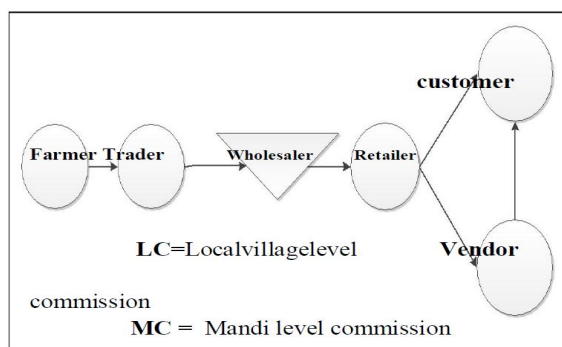 customer
Farmer Trader Wholesaler Retailer
LC=Localvillagelevel
Vendor
commission
MC = Mandi level commission